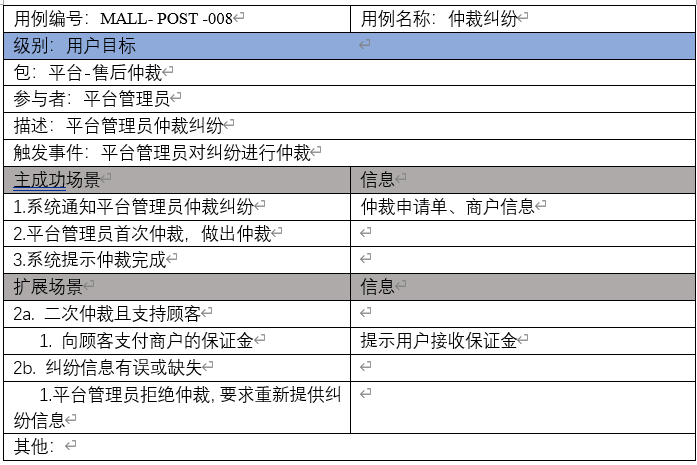 用例编号：MALL- POST -008 用例名称：仲裁纠纷
级别：用户目标
包：平台-售后仲裁
参与者：平台管理员
描述：平台管理员仲裁纠纷
触发事件：平台管理员对纠纷进行仲裁
主成功场景 信息
1.系统通知平台管理员仲裁纠纷 仲裁申请单、商户信息
2.平台管理员首次仲裁，做出仲裁
3.系统提示仲裁完成
扩展场景 信息
2a. 二次仲裁且支持顾客
1. 向顾客支付商户的保证金 提示用户接收保证金
2b. 纠纷信息有误或缺失
1.平台管理员拒绝仲裁, 要求重新提供纠
纷信息
其他：